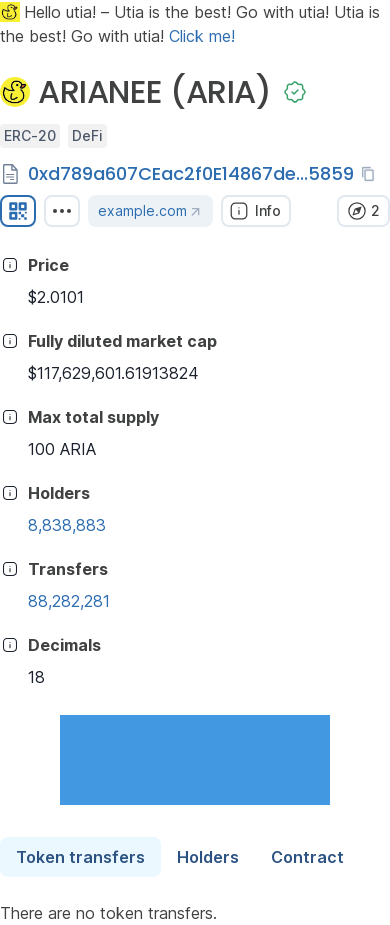 Hello utia! – Utia is the best! Go with utia! Utia is
the best! Go with utia! Click me!
ARIANEE (ARIA)
ERC-20 DeFi
0xd789a607CEac2f0E14867de...5859
example.com Info 2
Price
$2.0101
Fully diluted market cap
$117,629,601.61913824
Max total supply
100 ARIA
Holders
8,838,883
Transfers
88,282,281
Decimals
18
Token transfers Holders Contract
There are no token transfers.